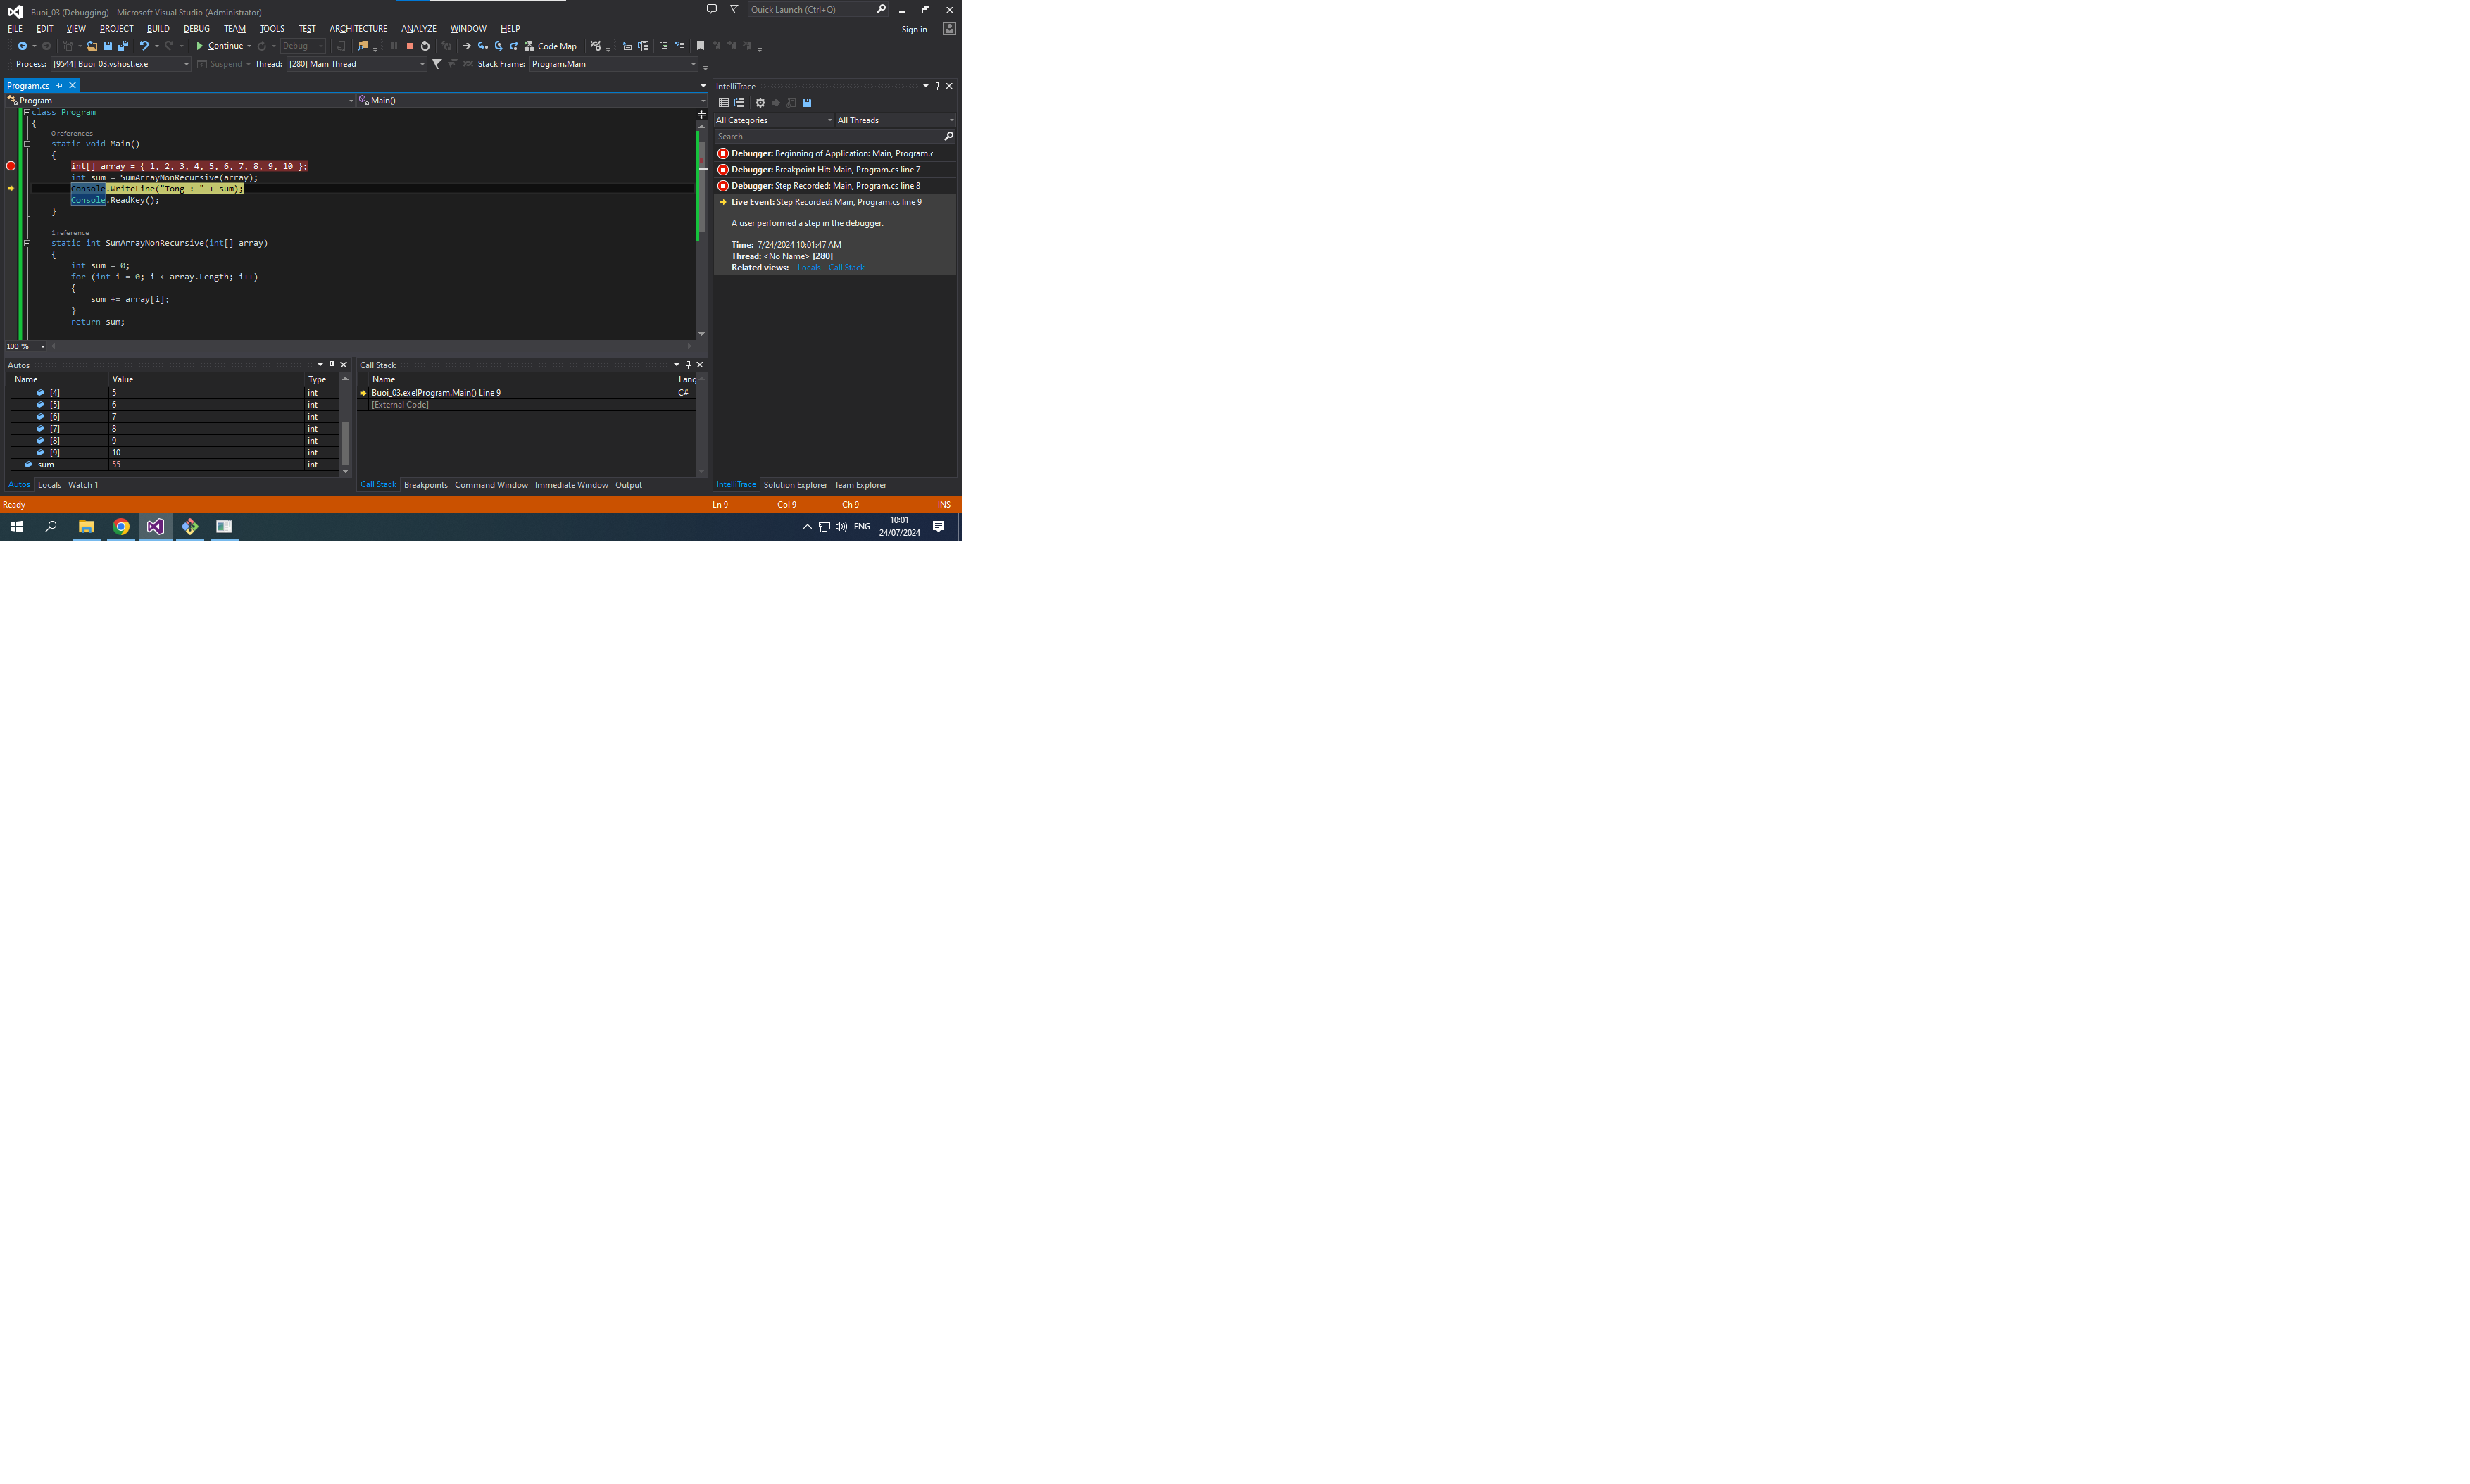 Buoi_03 (Debugging) - Microsoft Visual Studio (Administrator)
Quick Launch (Ctrl+Q)
FILE EDIT VIEW PROJECT BUILD DEBUG TEAM TOOLS TEST ARCHITECTURE ANALYZE WINDOW HELP
Sign in
Continue Debug Code Map
Process: [9544] Buoi_03.vshost.exe Suspend Thread: [280] Main Thread Stack Frame: Program.Main
Program.cs
Program Main()
class Program
{
0 references
static void Main()
{
int[] array = { 1, 2, 3, 4, 5, 6, 7, 8, 9, 10 };
int sum = SumArrayNonRecursive(array);
Console.WriteLine("Tong : " + sum);
Console.ReadKey();
}
1 reference
static int SumArrayNonRecursive(int[] array)
{
int sum = 0;
for (int i = 0; i < array.Length; i++)
{
sum += array[i];
}
return sum;
100 %
Autos
Name Value Type
[4] 5 int
[5] 6 int
[6] 7 int
[7] 8 int
[8] 9 int
[9] 10 int
sum 55 int
Autos Locals Watch 1
Call Stack
Name Lang
Buoi_03.exe!Program.Main() Line 9 C#
[External Code]
Call Stack Breakpoints Command Window Immediate Window Output
IntelliTrace
All Categories All Threads
Search
Debugger: Beginning of Application: Main, Program.c
Debugger: Breakpoint Hit: Main, Program.cs line 7
Debugger: Step Recorded: Main, Program.cs line 8
Live Event: Step Recorded: Main, Program.cs line 9
A user performed a step in the debugger.
Time: 7/24/2024 10:01:47 AM
Thread: <No Name> [280]
Related views: Locals Call Stack
IntelliTrace Solution Explorer Team Explorer
Ready Ln 9 Col 9 Ch 9 INS
ENG
10:01
24/07/2024